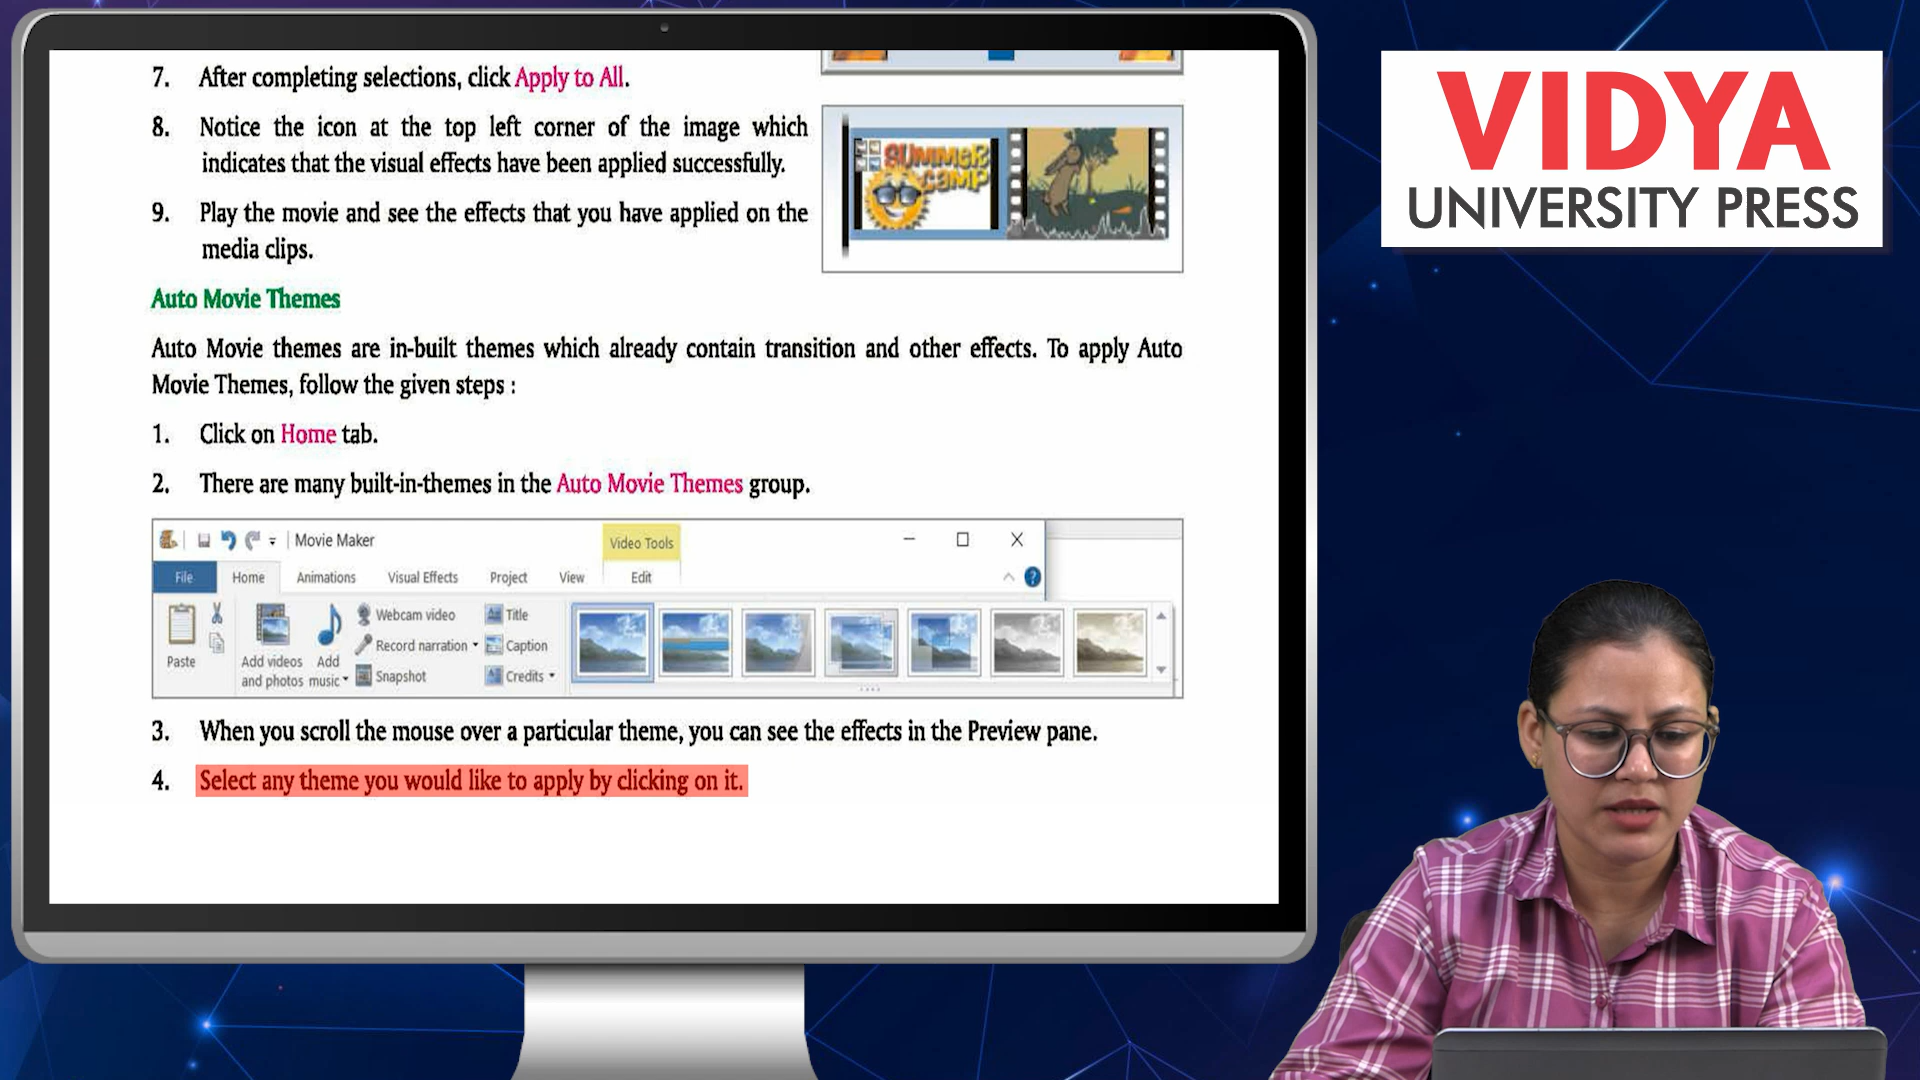 7. After completing selections, click Apply to All.
8. Notice the icon at the top left corner of the image which
indicates that the visual effects have been applied successfully.
9. Play the movie and see the effects that you have applied on the
media clips.
SUMMER
CAMP
Auto Movie Themes
Auto Movie themes are in-built themes which already contain transition and other effects. To apply Auto
Movie Themes, follow the given steps :
1. Click on Home tab.
2. There are many built-in-themes in the Auto Movie Themes group.
Movie Maker
Video Tools
File Home Animations Visual Effects Project View Edit
Paste
Add videos
and photos
Add
music
Webcam video
Record narration
Snapshot
Title
Caption
Credits
3. When you scroll the mouse over a particular theme, you can see the effects in the Preview pane.
4. Select any theme you would like to apply by clicking on it.
VIDYA
UNIVERSITY PRESS